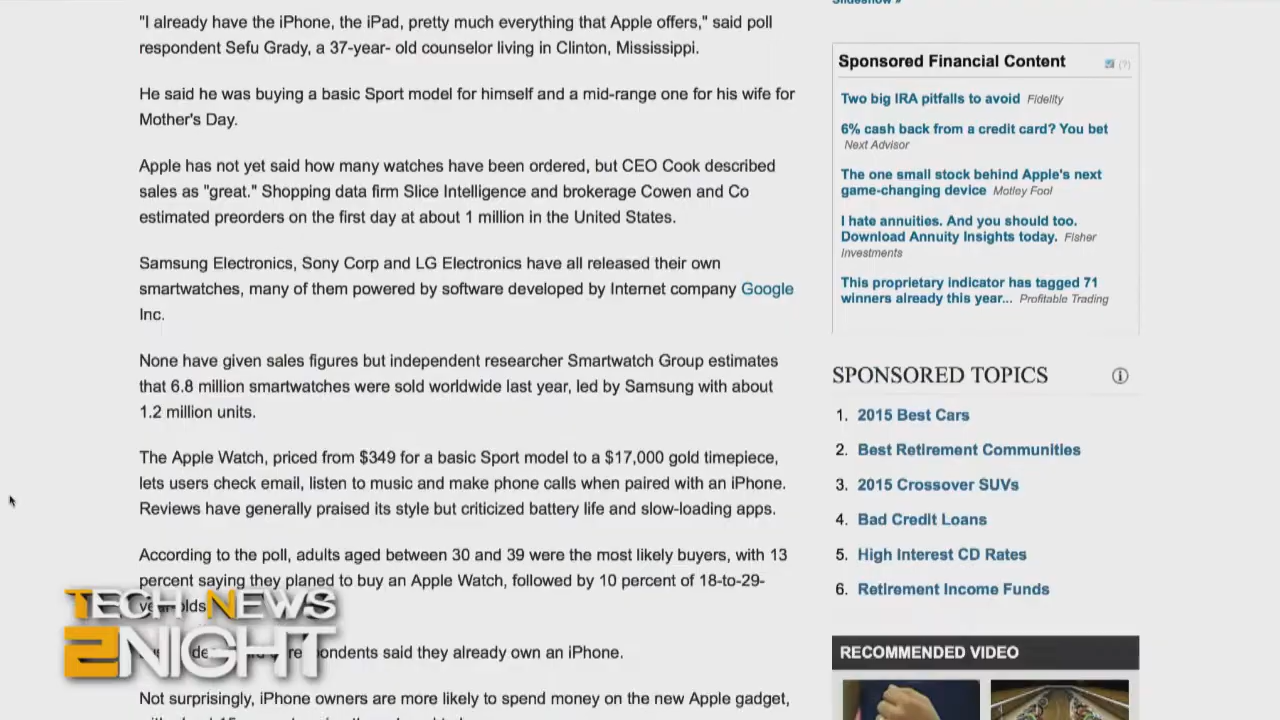 "I already have the iPhone, the iPad, pretty much everything that Apple offers," said poll
respondent Sefu Grady, a 37-year- old counselor living in Clinton, Mississippi.
He said he was buying a basic Sport model for himself and a mid-range one for his wife for
Mother's Day.
Apple has not yet said how many watches have been ordered, but CEO Cook described
sales as "great." Shopping data firm Slice Intelligence and brokerage Cowen and Co
estimated preorders on the first day at about 1 million in the United States.
Samsung Electronics, Sony Corp and LG Electronics have all released their own
smartwatches, many of them powered by software developed by Internet company Google
Inc.
None have given sales figures but independent researcher Smartwatch Group estimates
that 6.8 million smartwatches were sold worldwide last year, led by Samsung with about
1.2 million units.
The Apple Watch, priced from $349 for a basic Sport model to a $17,000 gold timepiece,
lets users check email, listen to music and make phone calls when paired with an iPhone.
Reviews have generally praised its style but criticized battery life and slow-loading apps.
According to the poll, adults aged between 30 and 39 were the most likely buyers, with 13
percent saying they planed to buy an Apple Watch, followed by 10 percent of 18-to-29-
said they already own an iPhone.
Not surprisingly, iPhone owners are more likely to spend money on the new Apple gadget,
TECH NEWS
2NIGHT
Slideshow »
Sponsored Financial Content
(?)
Two big IRA pitfalls to avoid Fidelity
6% cash back from a credit card? You bet
Next Advisor
The one small stock behind Apple's next
game-changing device Motley Fool
I hate annuities. And you should too.
Download Annuity Insights today. Fisher
Investments
This proprietary indicator has tagged 71
winners already this year... Profitable Trading
SPONSORED TOPICS
1. 2015 Best Cars
2. Best Retirement Communities
3. 2015 Crossover SUVs
4. Bad Credit Loans
5. High Interest CD Rates
6. Retirement Income Funds
RECOMMENDED VIDEO